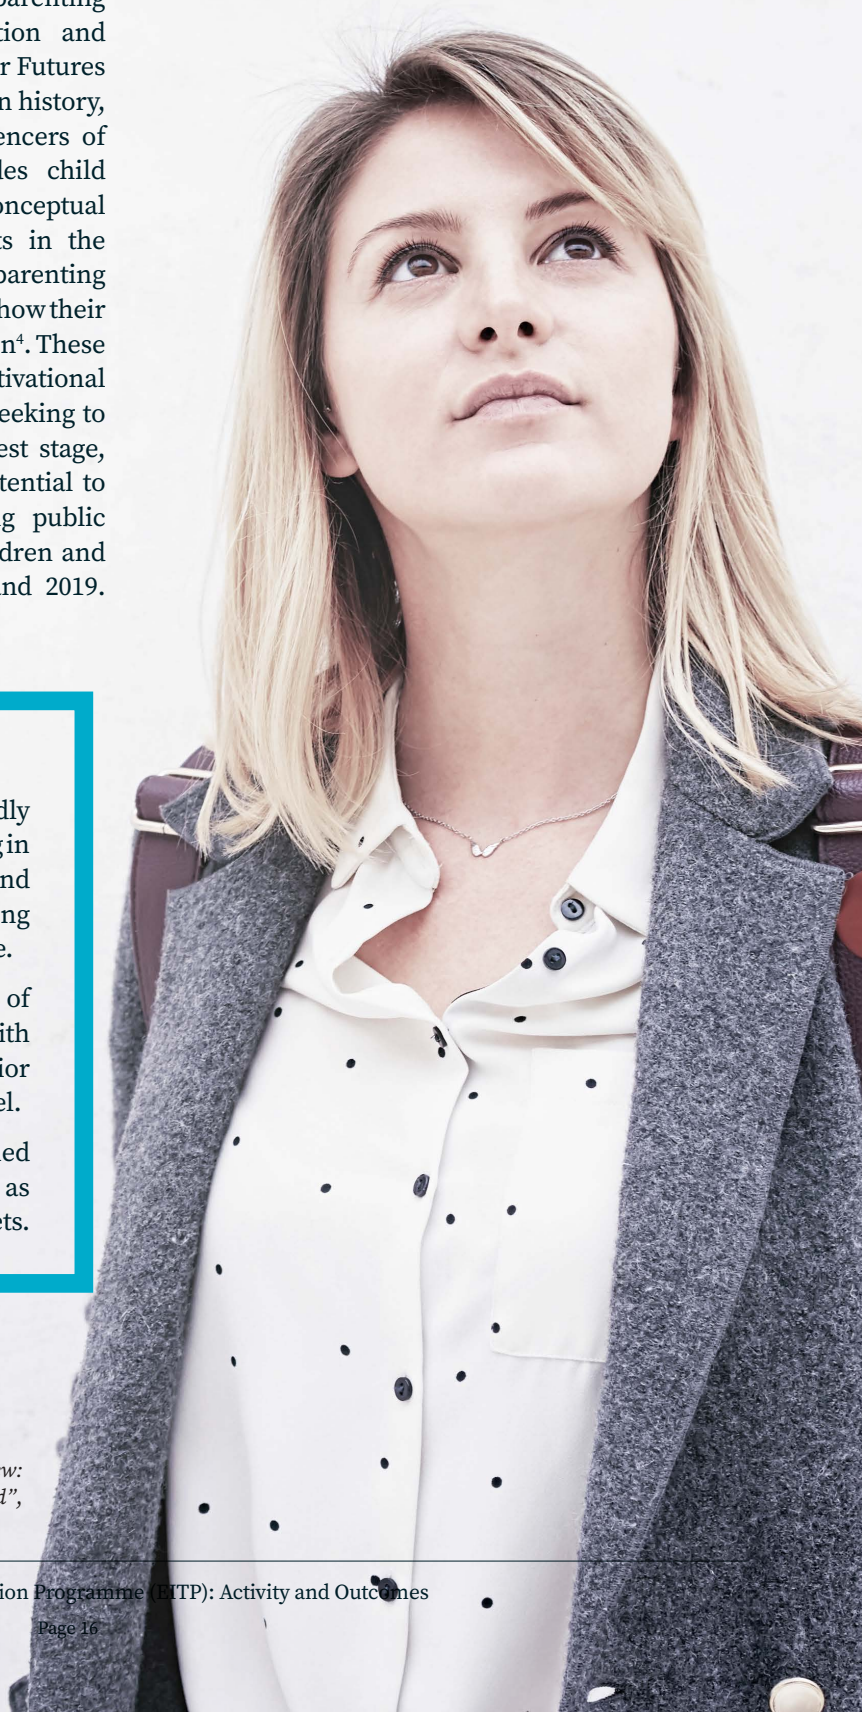 parenting
tion and
r Futures
n history,
encers of
les child
onceptual
ts in the
parenting
how their
n⁴. These
tivational
eeking to
est stage,
tential to
g public
dren and
nd 2019.
dly
g in
nd
ng
e.
of
ith
ior
el.
ed
as
ets.
w:
d”,
ion Programme (EITP): Activity and Outcomes
Page 16